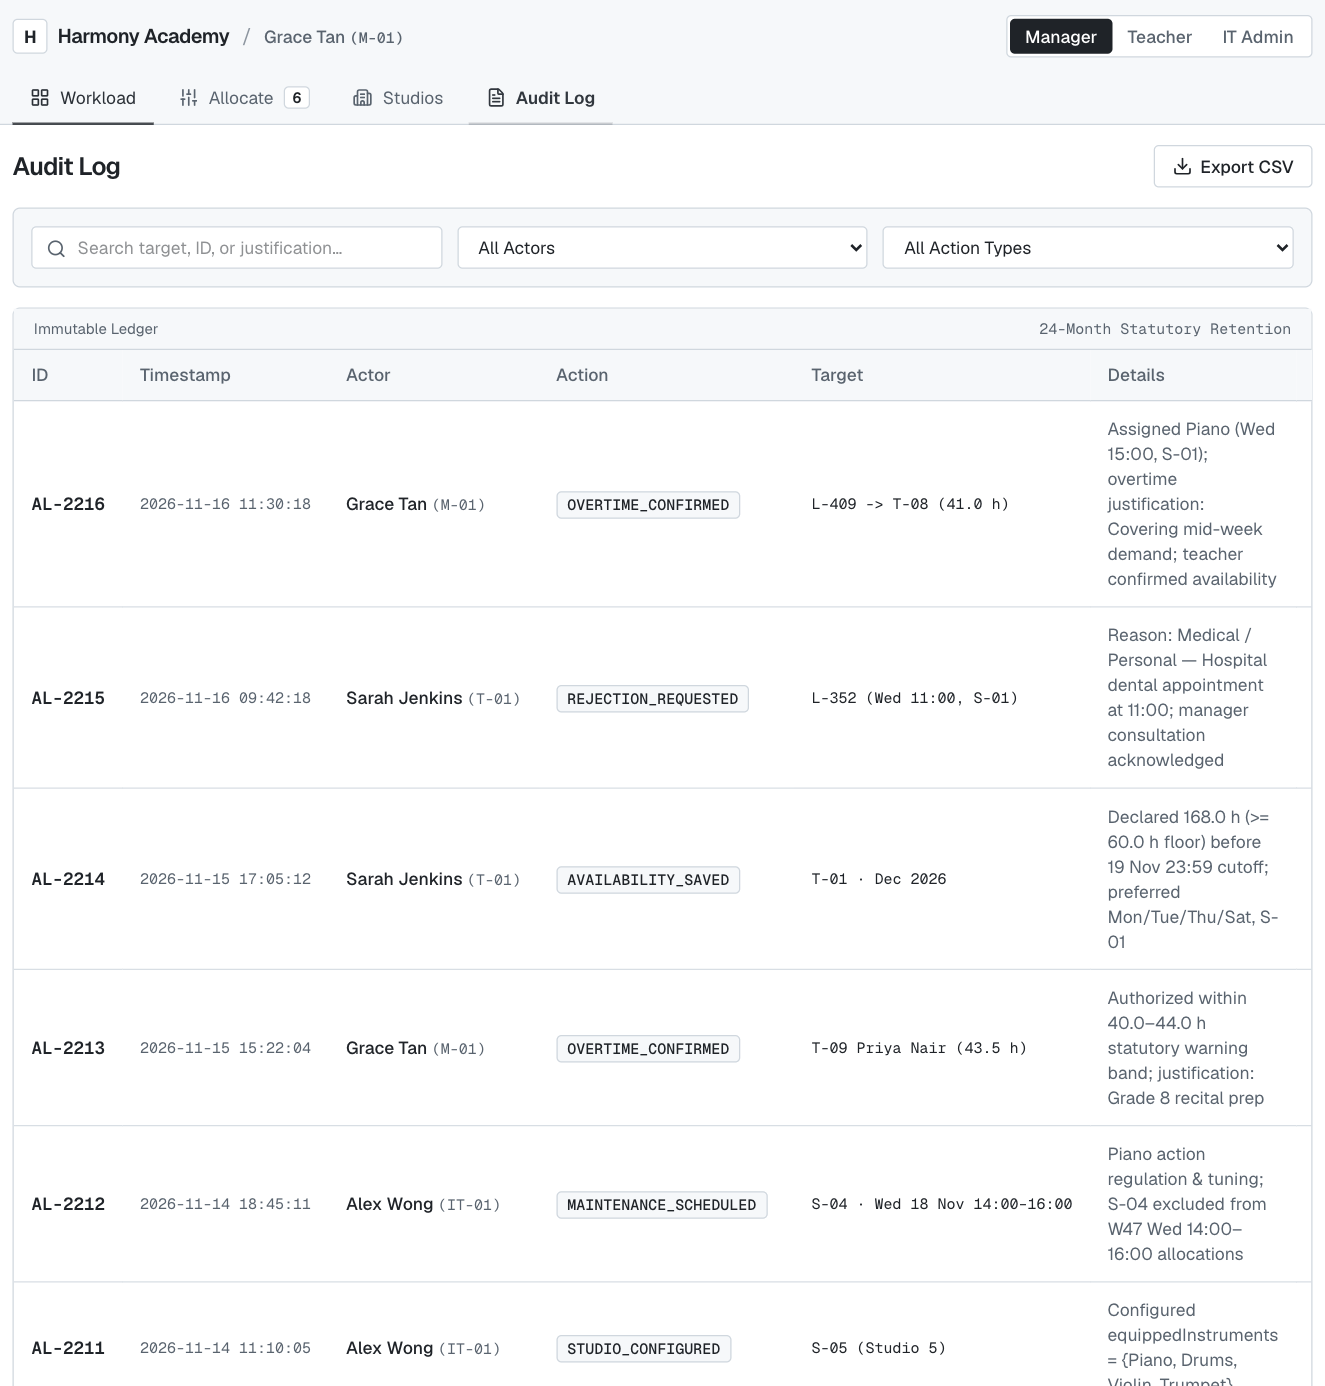 H Harmony Academy / Grace Tan (M-01) Manager Teacher IT Admin
Workload Allocate 6 Studios Audit Log
Audit Log Export CSV
Search target, ID, or justification... All Actors All Action Types
Immutable Ledger 24-Month Statutory Retention
ID Timestamp Actor Action Target Details
AL-2216 2026-11-16 11:30:18 Grace Tan (M-01) OVERTIME_CONFIRMED L-409 -> T-08 (41.0 h)
Assigned Piano (Wed
15:00, S-01);
overtime
justification:
Covering mid-week
demand; teacher
confirmed availability
AL-2215 2026-11-16 09:42:18 Sarah Jenkins (T-01) REJECTION_REQUESTED L-352 (Wed 11:00, S-01)
Reason: Medical /
Personal — Hospital
dental appointment
at 11:00; manager
consultation
acknowledged
AL-2214 2026-11-15 17:05:12 Sarah Jenkins (T-01) AVAILABILITY_SAVED T-01 · Dec 2026
Declared 168.0 h (>=
60.0 h floor) before
19 Nov 23:59 cutoff;
preferred
Mon/Tue/Thu/Sat, S-
01
AL-2213 2026-11-15 15:22:04 Grace Tan (M-01) OVERTIME_CONFIRMED T-09 Priya Nair (43.5 h)
Authorized within
40.0–44.0 h
statutory warning
band; justification:
Grade 8 recital prep
AL-2212 2026-11-14 18:45:11 Alex Wong (IT-01) MAINTENANCE_SCHEDULED S-04 · Wed 18 Nov 14:00-16:00
Piano action
regulation & tuning;
S-04 excluded from
W47 Wed 14:00–
16:00 allocations
AL-2211 2026-11-14 11:10:05 Alex Wong (IT-01) STUDIO_CONFIGURED S-05 (Studio 5)
Configured
equippedInstruments
= {Piano, Drums,
Violin, Trumpet}